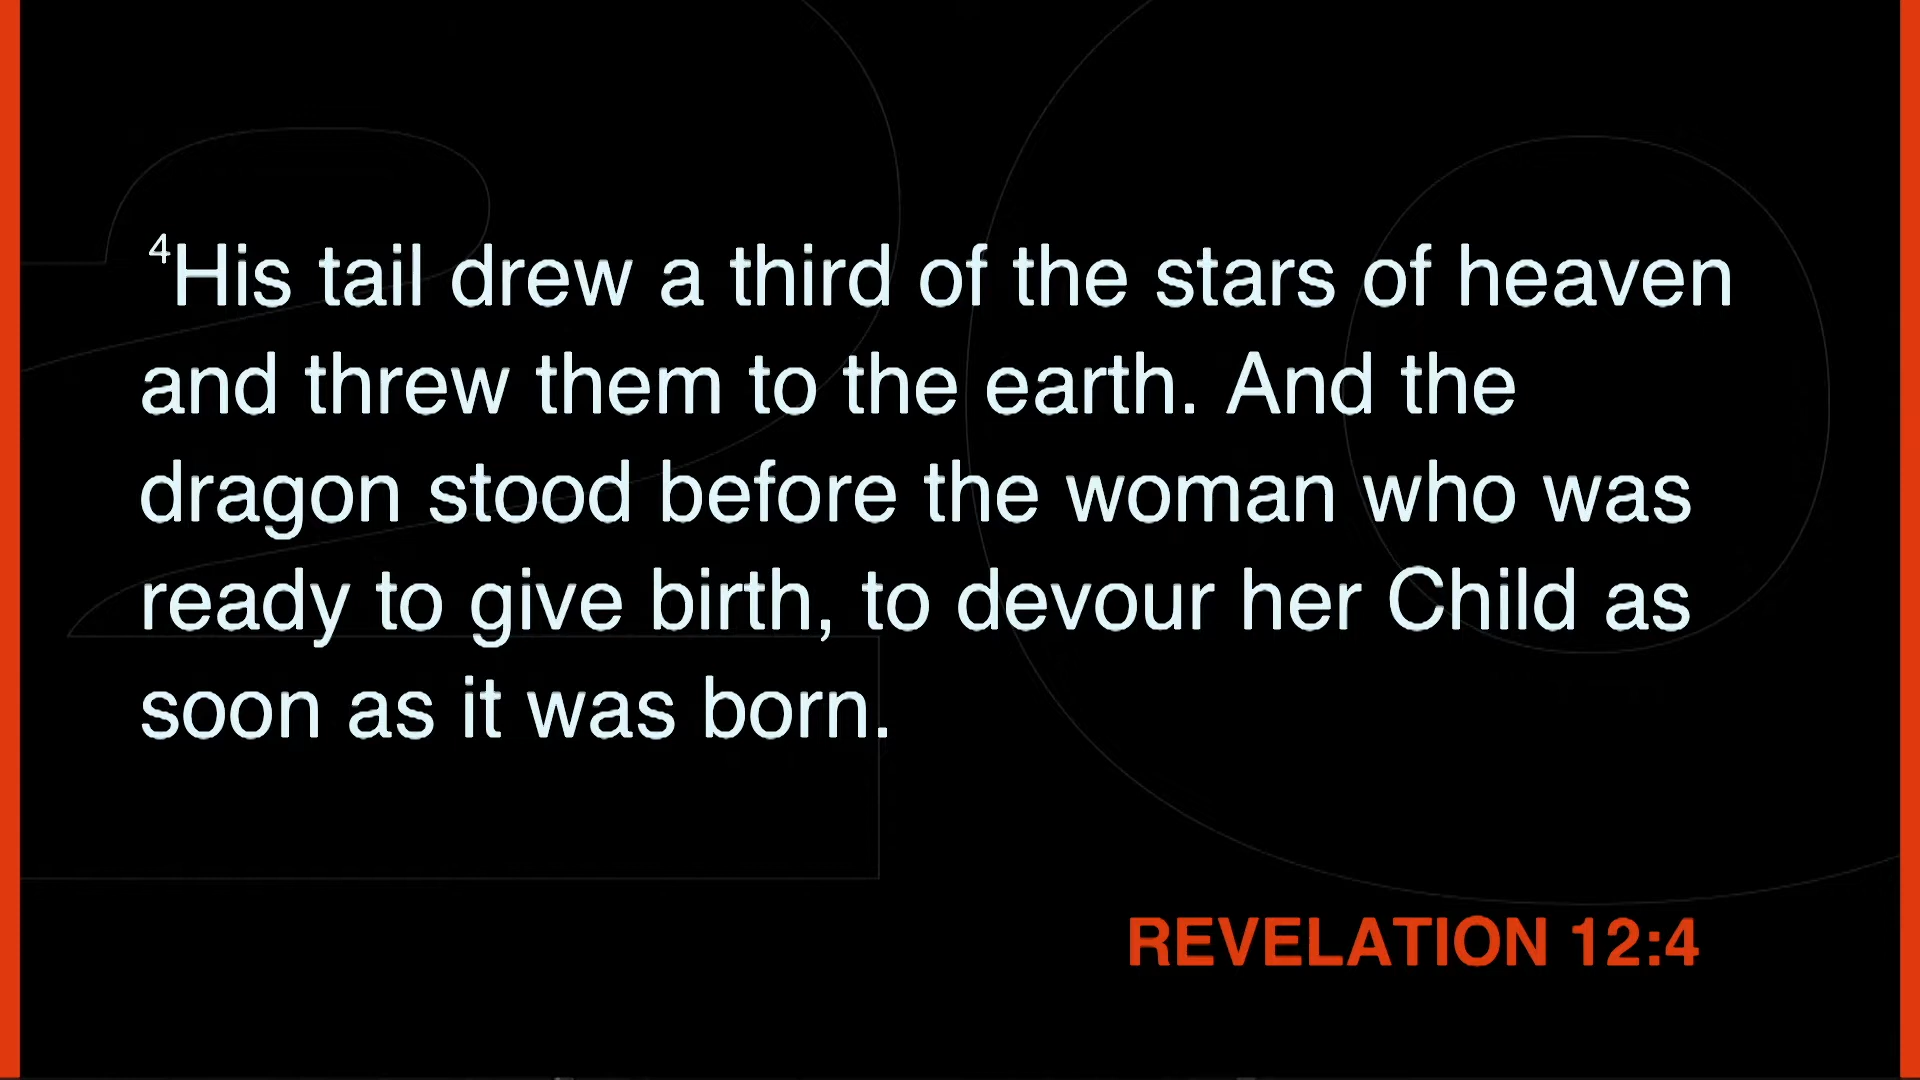 4His tail drew a third of the stars of heaven
and threw them to the earth. And the
dragon stood before the woman who was
ready to give birth, to devour her Child as
soon as it was born.
REVELATION 12:4